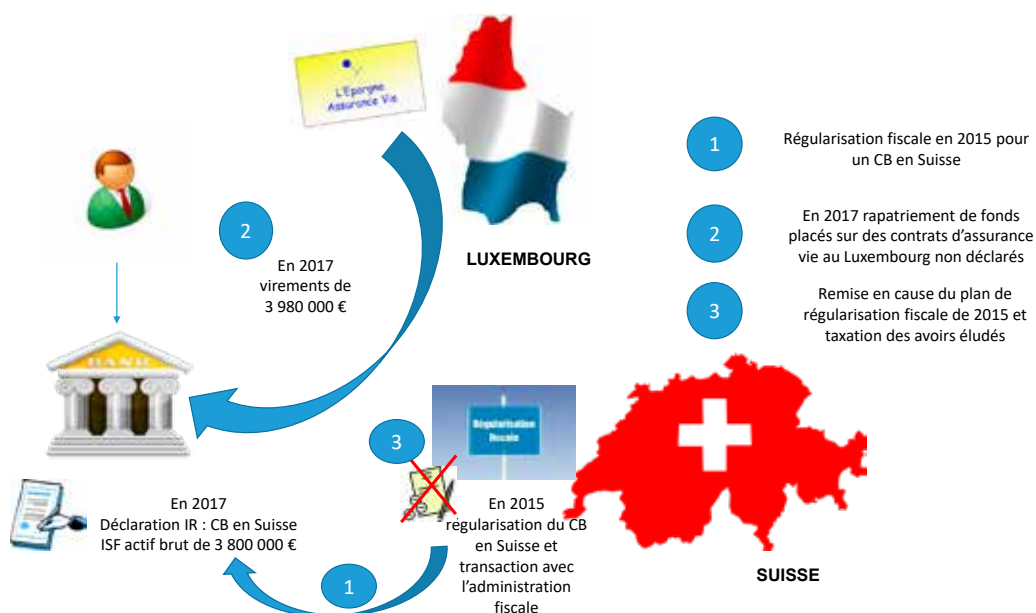 L'Epargne
Assurance Vie
1
Régularisation fiscale en 2015 pour
un CB en Suisse
2
En 2017
virements de
3 980 000 €
LUXEMBOURG
2
En 2017 rapatriement de fonds
placés sur des contrats d'assurance
vie au Luxembourg non déclarés
3
Remise en cause du plan de
régularisation fiscale de 2015 et
taxation des avoirs éludés
BANK
3
Régularisation
fiscale
En 2017
Déclaration IR : CB en Suisse
ISF actif brut de 3 800 000 €
En 2015
régularisation du CB
en Suisse et
transaction avec
l'administration
fiscale
1
SUISSE